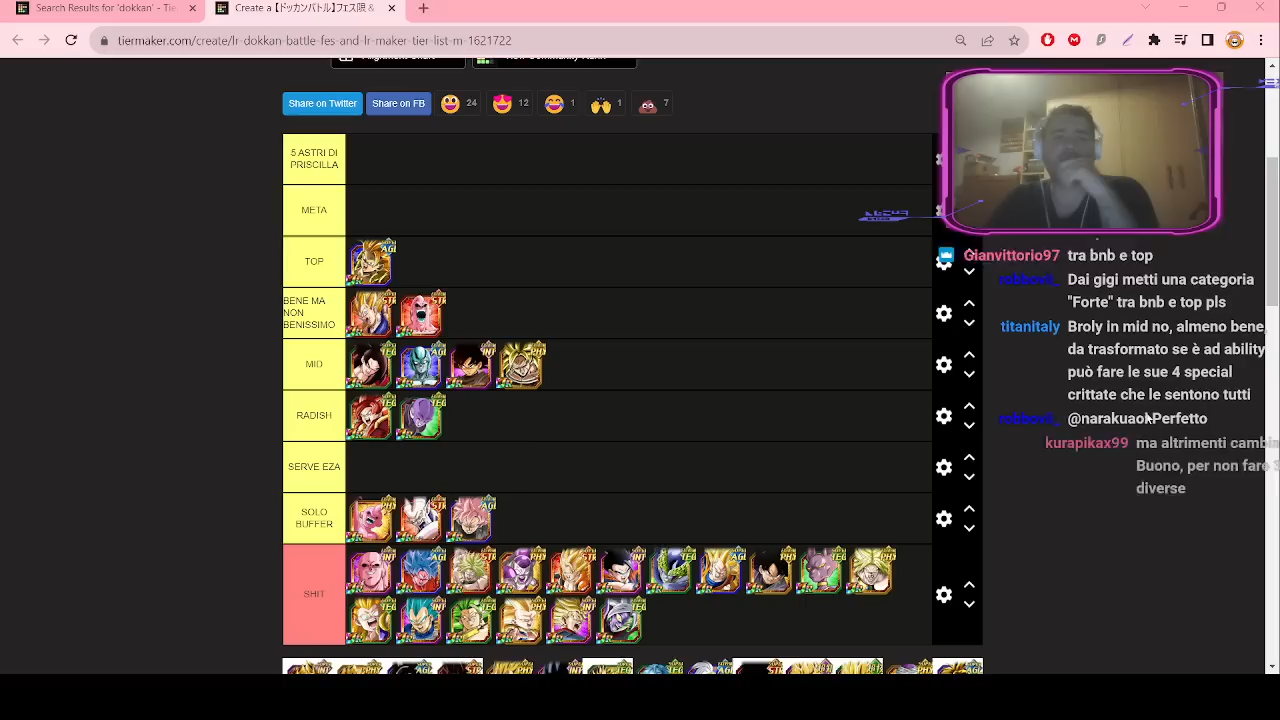 Search Results for 'dokkan' - Tier
Create a 【ドッカンバトル】フェス限 &
tiermaker.com/create/lr-dokkan-battle-fes-and-lr-maker-tier-list-m-1621722
Share on Twitter
Share on FB
24
12
1
1
7
5 ASTRI DI
PRISCILLA
META
TOP
BENE MA
NON
BENISSIMO
MID
RADISH
SERVE EZA
SOLO
BUFFER
SHIT
Gianvittorio97 tra bnb e top
Dai gigi metti una categoria
"Forte" tra bnb e top pls
titanitaly Broly in mid no, almeno bene,
da trasformato se è ad ability
può fare le sue 4 special
crittate che le sentono tutti
@narakuaok Perfetto
kurapikax99 ma altrimenti cambi
Buono, per non fare
diverse